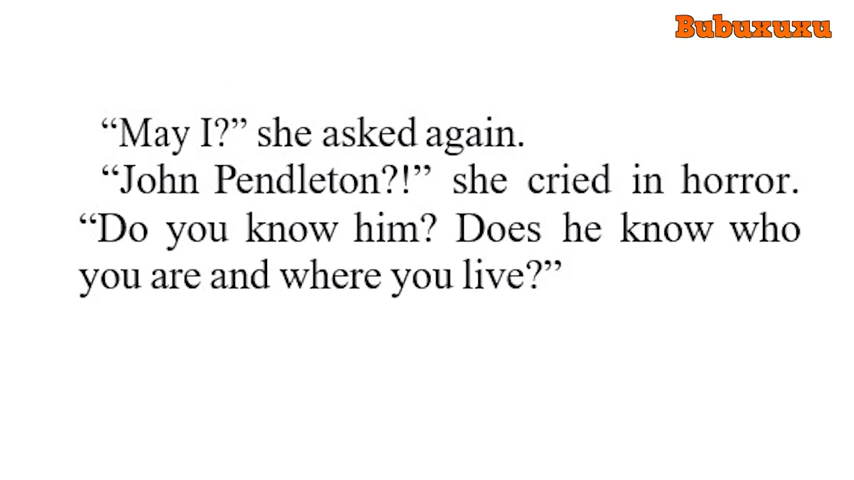 Bubuxuxu
“May I?” she asked again.
“John Pendleton?!” she cried in horror.
“Do you know him? Does he know who
you are and where you live?”